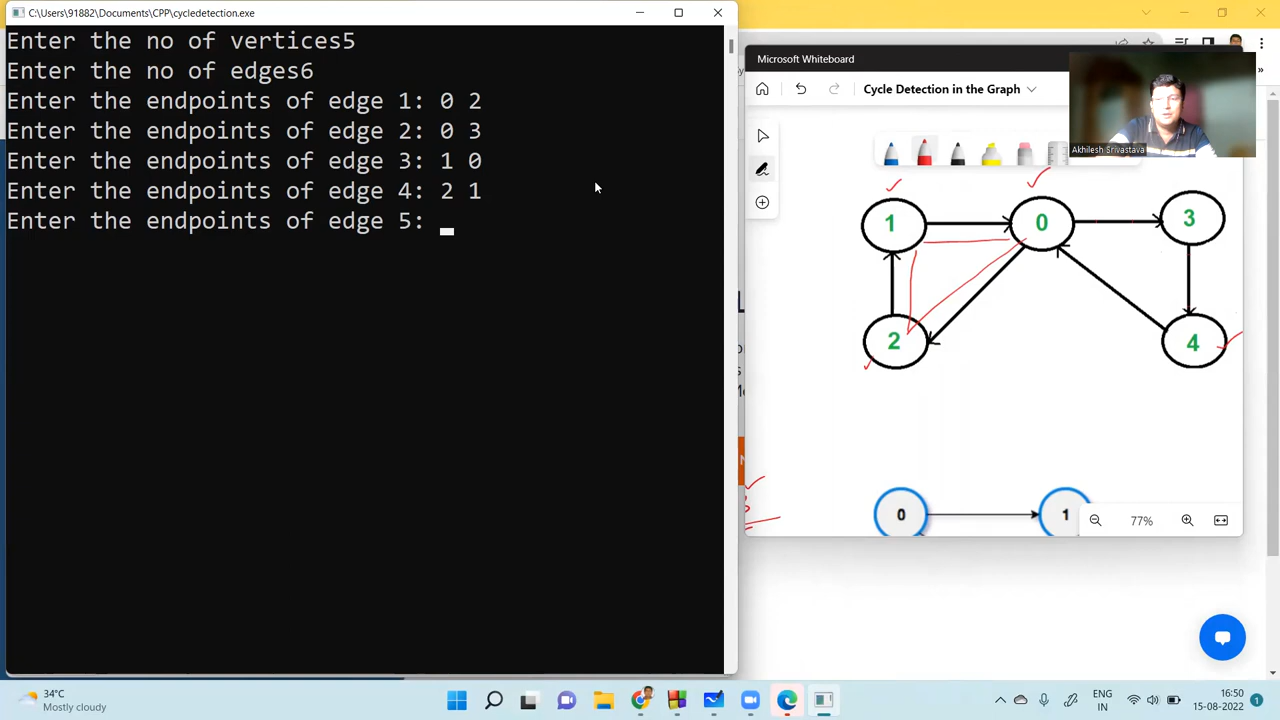 C:\Users\91882\Documents\CPP\cycledetection.exe
Enter the no of vertices5
Enter the no of edges6
Enter the endpoints of edge 1: 0 2
Enter the endpoints of edge 2: 0 3
Enter the endpoints of edge 3: 1 0
Enter the endpoints of edge 4: 2 1
Enter the endpoints of edge 5:
Microsoft Whiteboard
Cycle Detection in the Graph
Akhilesh Srivastava
1
0
3
2
4
0
1
77%
34°C
Mostly cloudy
ENG
IN
16:50
15-08-2022
1